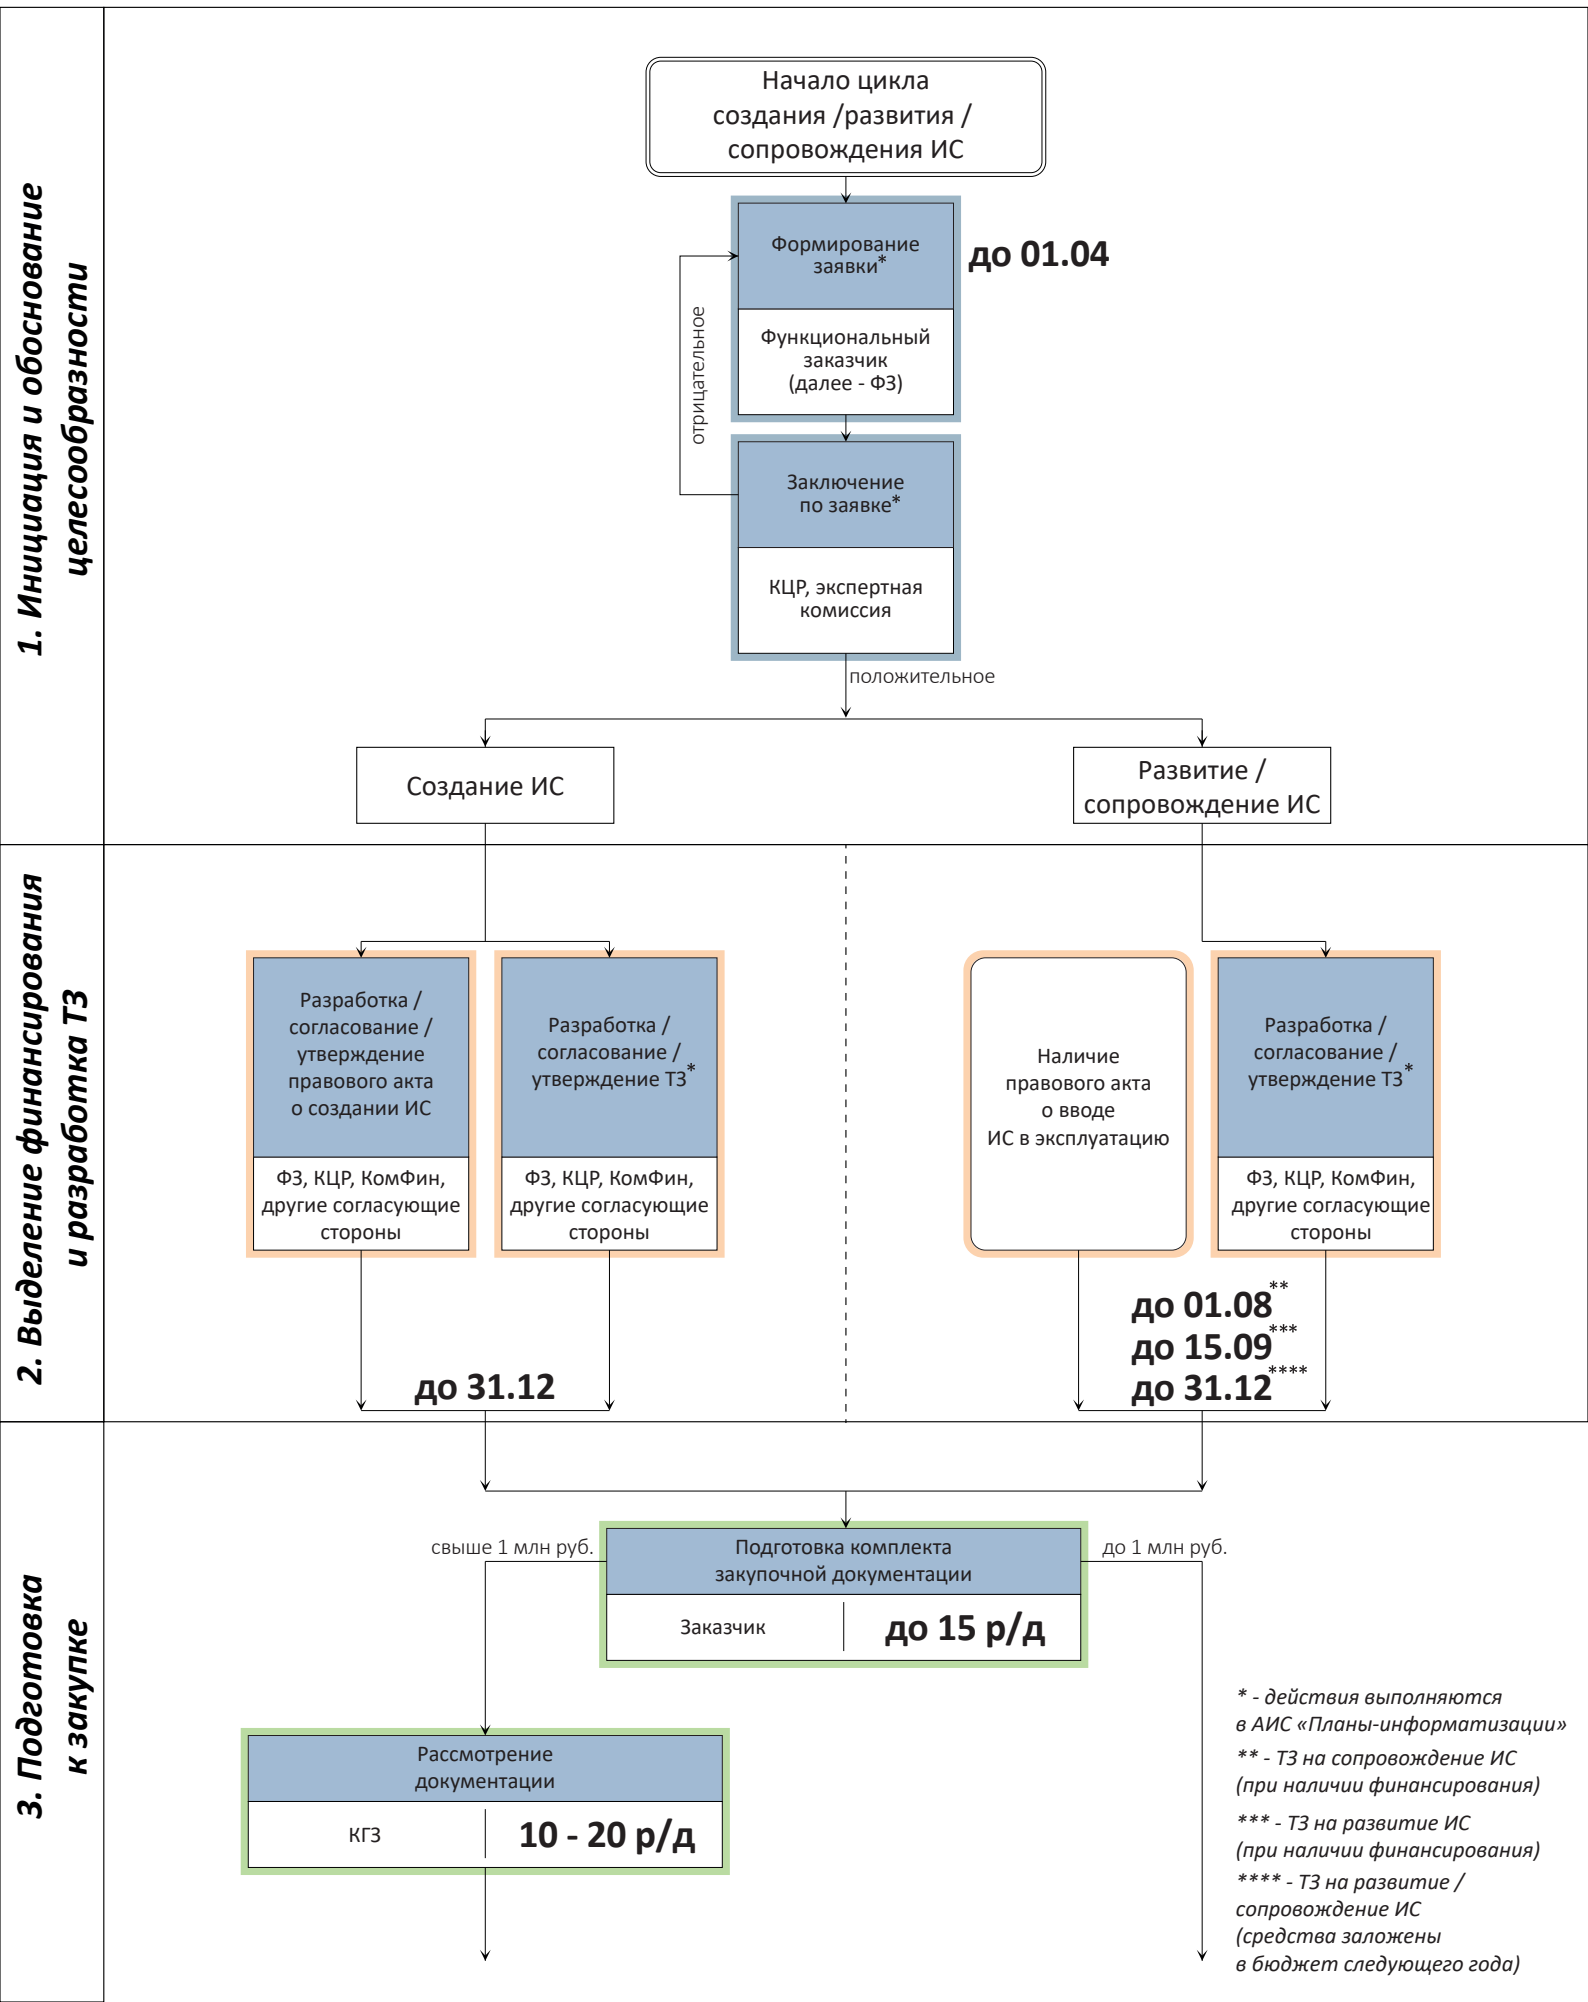 1. Инициация и обоснование
целесообразности
Начало цикла
создания /развития /
сопровождения ИС
Формирование
заявки*
до 01.04
Функциональный
заказчик
(далее - ФЗ)
отрицательное
Заключение
по заявке*
КЦР, экспертная
комиссия
положительное
Создание ИС
Развитие /
сопровождение ИС
2. Выделение финансирования
и разработка ТЗ
Разработка /
согласование /
утверждение
правового акта
о создании ИС
ФЗ, КЦР, КомФин,
другие согласующие
стороны
Разработка /
согласование /
утверждение ТЗ*
ФЗ, КЦР, КомФин,
другие согласующие
стороны
до 31.12
Наличие
правового акта
о вводе
ИС в эксплуатацию
Разработка /
согласование /
утверждение ТЗ*
ФЗ, КЦР, КомФин,
другие согласующие
стороны
до 01.08**
до 15.09***
до 31.12****
3. Подготовка
к закупке
свыше 1 млн руб.
Подготовка комплекта
закупочной документации
до 1 млн руб.
Заказчик
до 15 р/д
Рассмотрение
документации
КГЗ
10 - 20 р/д
* - действия выполняются
в АИС «Планы-информатизации»
** - ТЗ на сопровождение ИС
(при наличии финансирования)
*** - ТЗ на развитие ИС
(при наличии финансирования)
**** - ТЗ на развитие /
сопровождение ИС
(средства заложены
в бюджет следующего года)